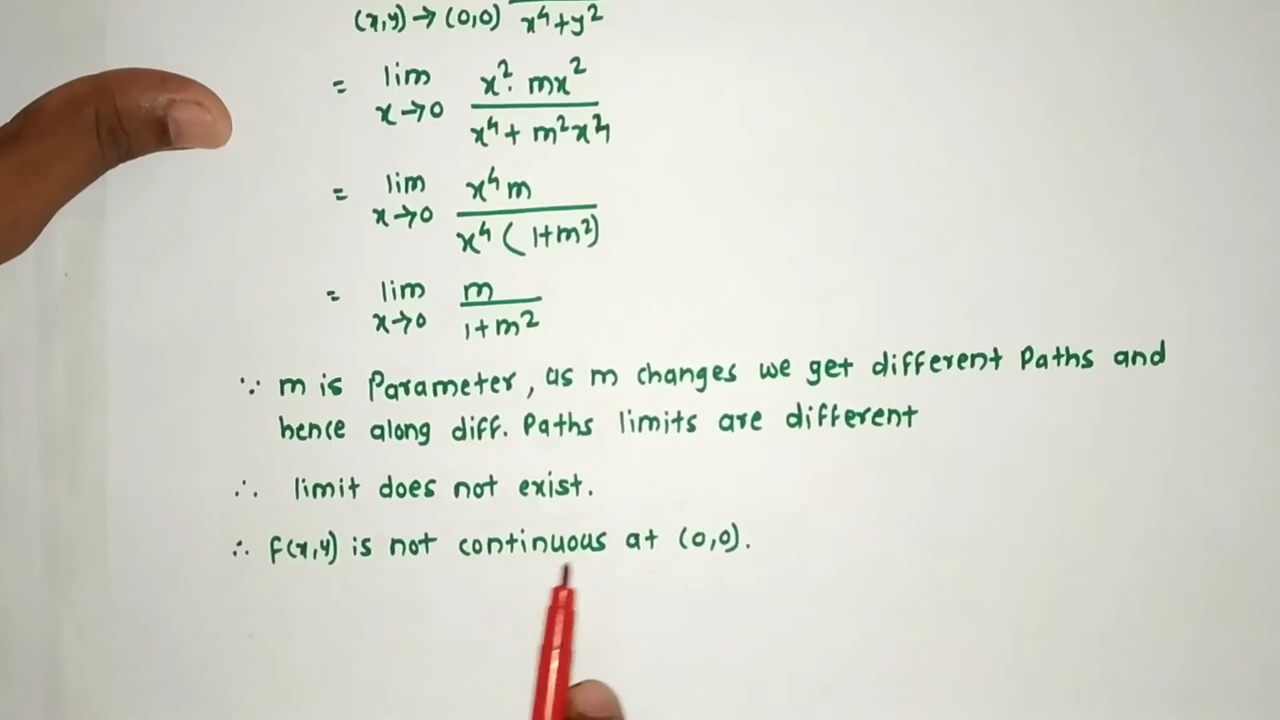 (x,y) → (0,0) x⁴+y²
= lim x→0 x². mx² / x⁴ + m²x⁴
= lim x→0 x⁴m / x⁴ ( 1+m²)
= lim x→0 m / 1+m²
∵ m is Parameter, as m changes we get different Paths and
hence along diff. Paths limits are different
∴ limit does not exist.
∴ f(x,y) is not continuous at (0,0).